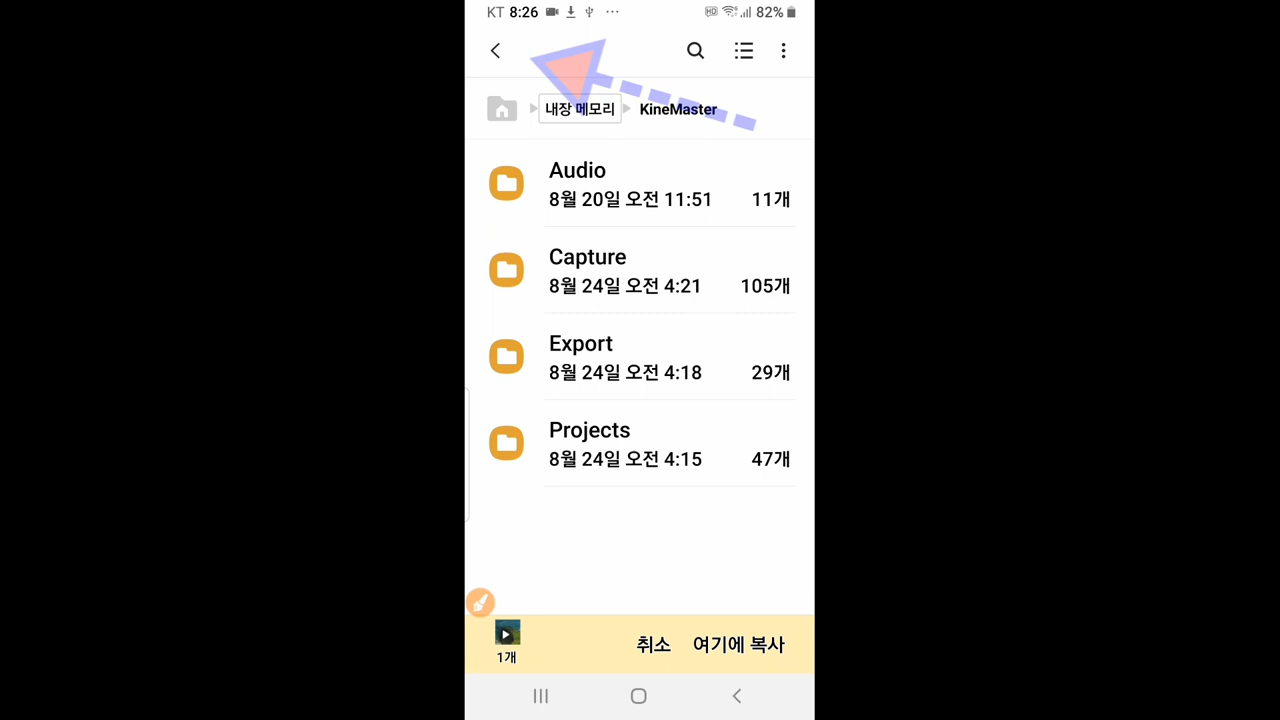 KT 8:26 82%
내장 메모리 KineMaster
Audio
8월 20일 오전 11:51 11개
Capture
8월 24일 오전 4:21 105개
Export
8월 24일 오전 4:18 29개
Projects
8월 24일 오전 4:15 47개
1개 취소 여기에 복사